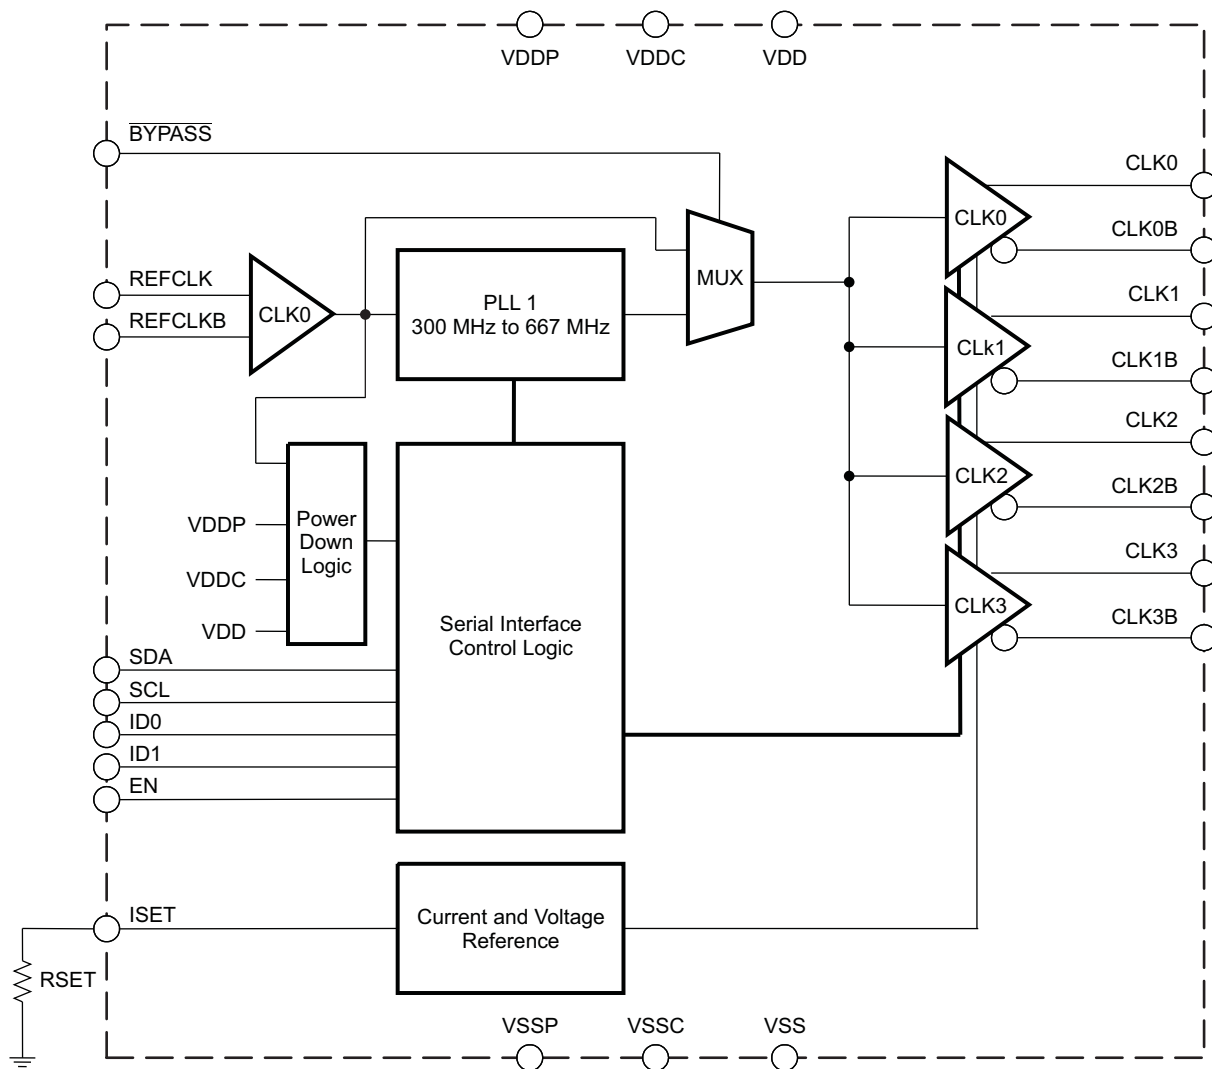 VDDP
VDDC
VDD
BYPASS
CLK0
CLK0
CLK0B
MUX
REFCLK
REFCLKB
CLK0
PLL 1
300 MHz to 667 MHz
CLK1
CLk1
CLK1B
CLK2
CLK2
CLK2B
VDDP
VDDC
VDD
Power
Down
Logic
Serial Interface
Control Logic
CLK3
CLK3
CLK3B
SDA
SCL
ID0
ID1
EN
ISET
Current and Voltage
Reference
RSET
VSSP
VSSC
VSS